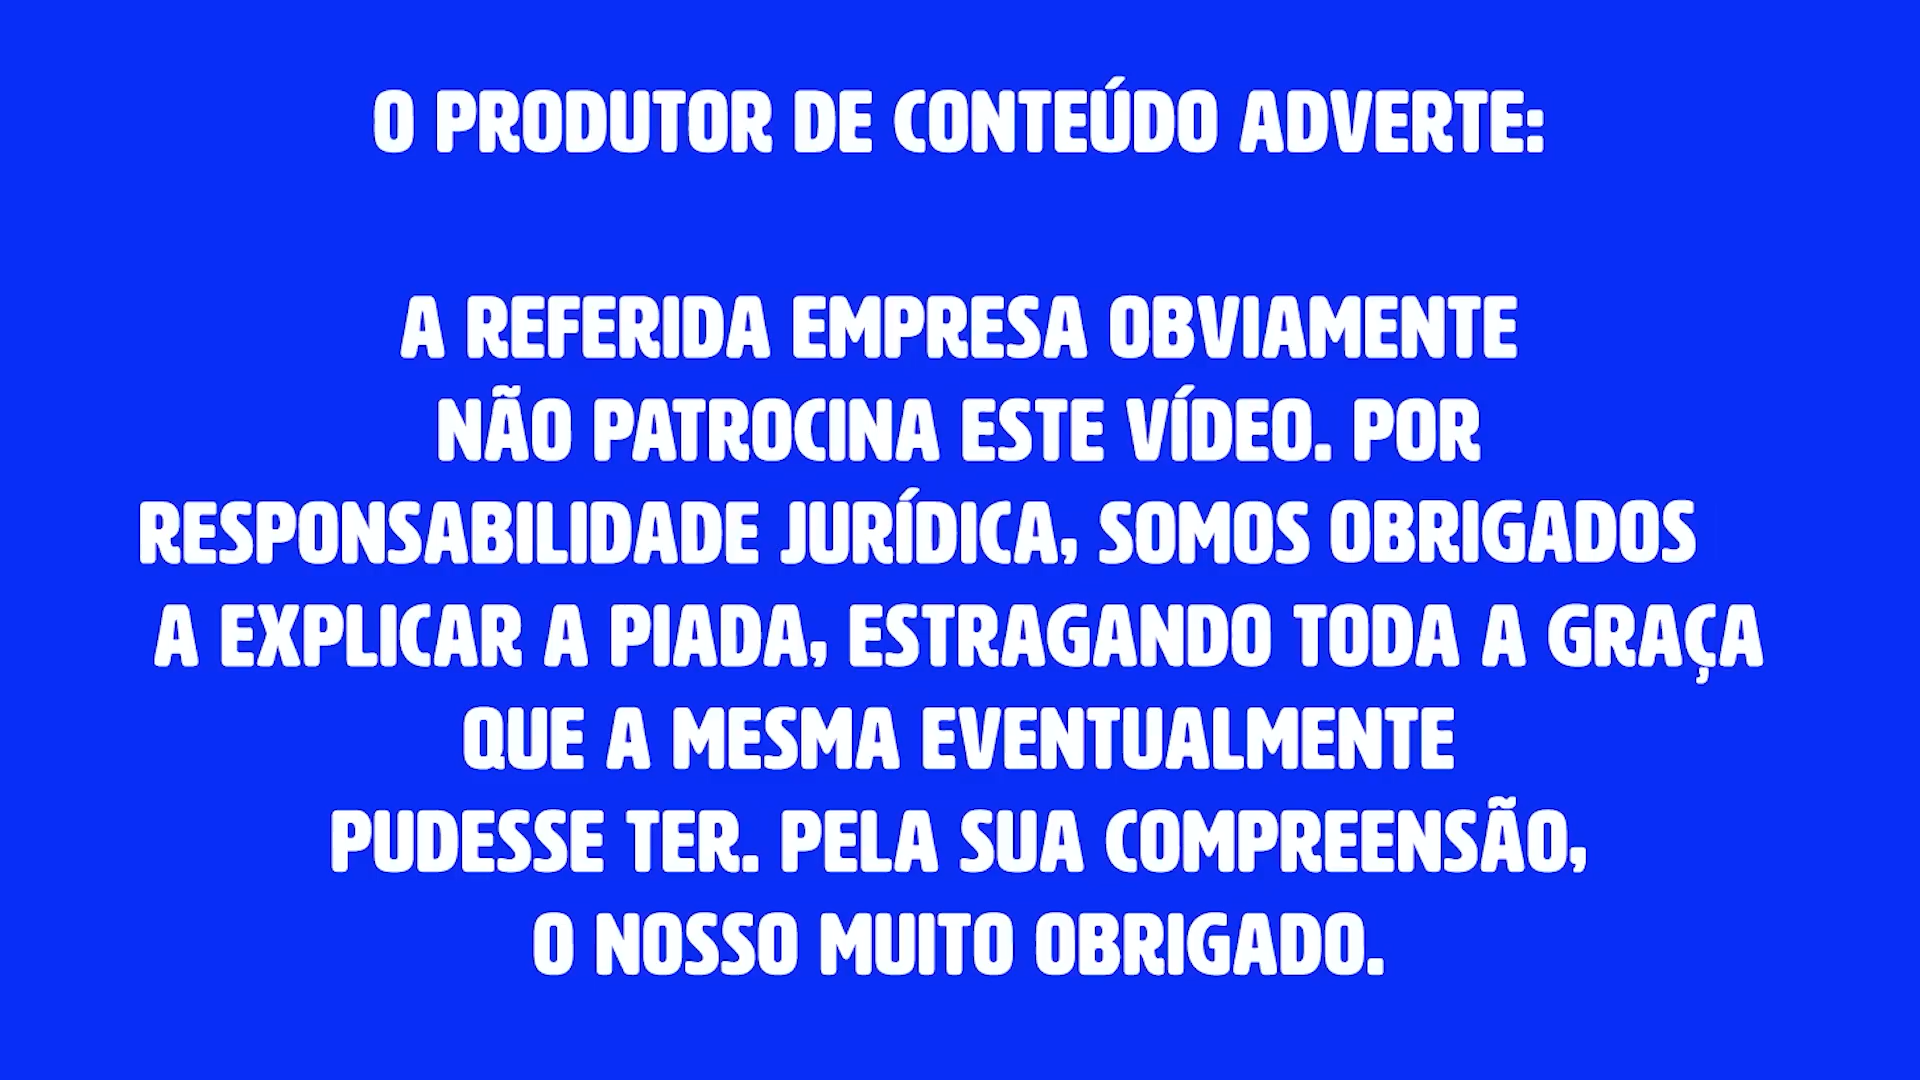 O PRODUTOR DE CONTEÚDO ADVERTE:
A REFERIDA EMPRESA OBVIAMENTE
NÃO PATROCINA ESTE VÍDEO. POR
RESPONSABILIDADE JURÍDICA, SOMOS OBRIGADOS
A EXPLICAR A PIADA, ESTRAGANDO TODA A GRAÇA
QUE A MESMA EVENTUALMENTE
PUDESSE TER. PELA SUA COMPREENSÃO,
O NOSSO MUITO OBRIGADO.